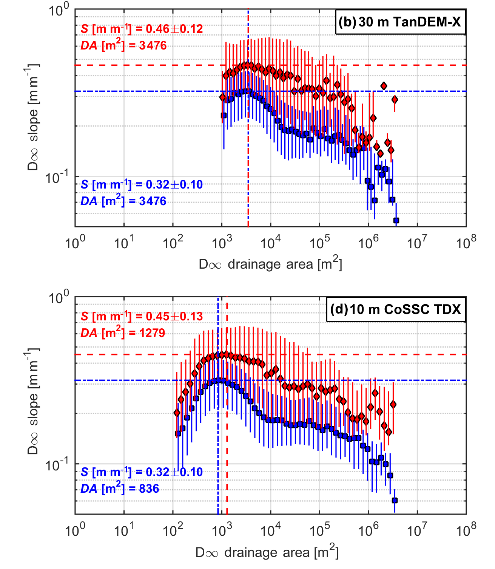 (b) 30 m TanDEM-X
S [m m⁻¹] = 0.46±0.12
DA [m²] = 3476
S [m m⁻¹] = 0.32±0.10
DA [m²] = 3476
10⁰
10⁻¹
D∞ slope [m m⁻¹]
10⁰ 10¹ 10² 10³ 10⁴ 10⁵ 10⁶ 10⁷ 10⁸
D∞ drainage area [m²]
(d) 10 m CoSSC TDX
S [m m⁻¹] = 0.45±0.13
DA [m²] = 1279
S [m m⁻¹] = 0.32±0.10
DA [m²] = 836
10⁰
10⁻¹
D∞ slope [m m⁻¹]
10⁰ 10¹ 10² 10³ 10⁴ 10⁵ 10⁶ 10⁷ 10⁸
D∞ drainage area [m²]